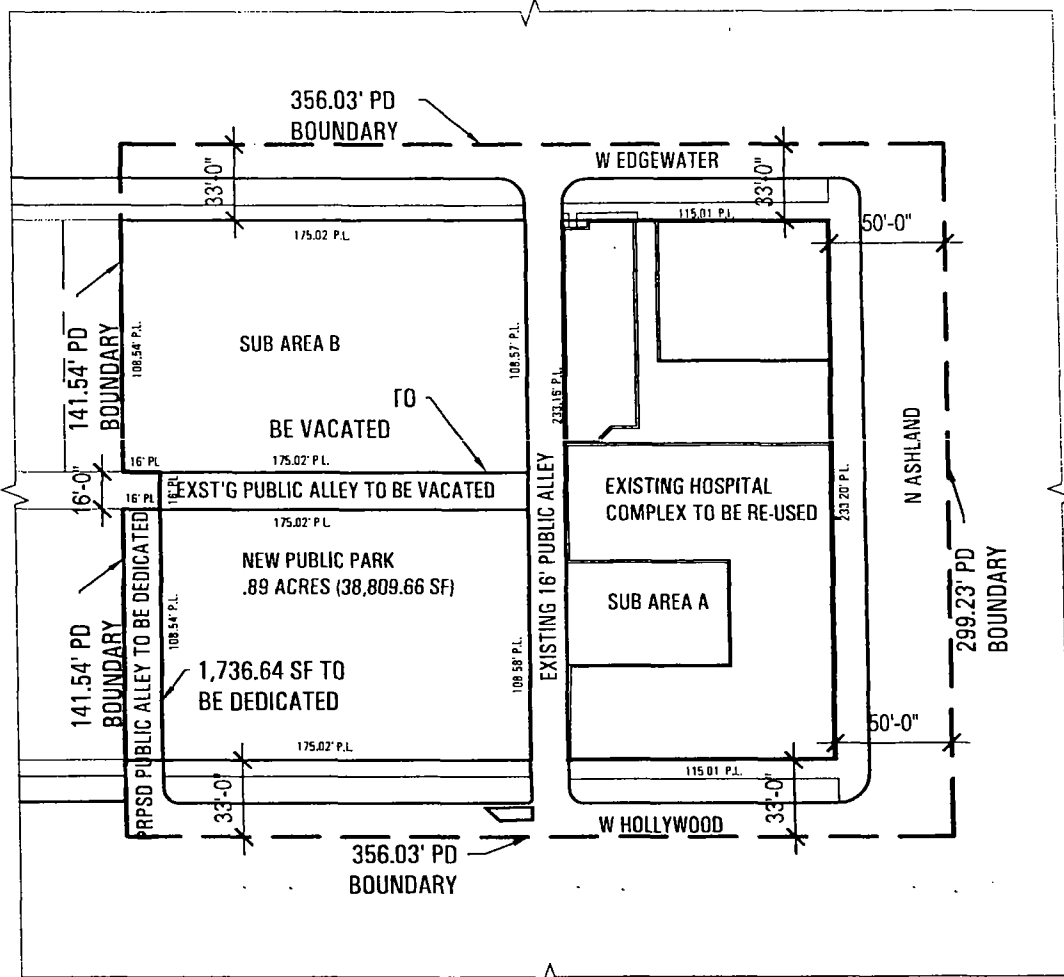 356.03' PD
BOUNDARY
W EDGEWATER
33'-0"
33'-0"
115.01 P.L.
50'-0"
175.02 P.L.
141.54' PD
BOUNDARY
108.54' P.L.
SUB AREA B
108.57' P.L.
TO
BE VACATED
233.16' P.L.
N ASHLAND
16' PL
175.02' P.L.
16'-0"
16' PL
16' PL
EXST'G PUBLIC ALLEY TO BE VACATED
175.02' P.L.
EXISTING HOSPITAL
COMPLEX TO BE RE-USED
233.20' P.L.
NEW PUBLIC PARK
.89 ACRES (38,809.66 SF)
EXISTING 16' PUBLIC ALLEY
SUB AREA A
299.23' PD
BOUNDARY
141.54' PD
BOUNDARY
PRPSD PUBLIC ALLEY TO BE DEDICATED
108.54' P.L.
1,736.64 SF TO
BE DEDICATED
108.58' P.L.
50'-0"
175.02' P.L.
115 01 P.L.
33'-0"
33'-0"
W HOLLYWOOD
356.03' PD
BOUNDARY